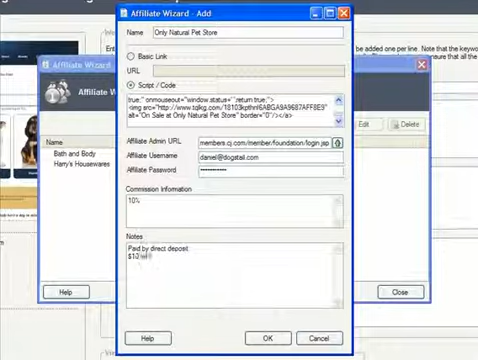 Affiliate Wizard - Add
Name
Only Natural Pet Store
Basic Link
URL
Script / Code
true;" onmouseout="window.status='';return true;">
<img src="http://www.tqlkg.com/
alt="On Sale at Only Natural Pet Store" border="0"/></a>
Affiliate Admin URL
members.cj.com/member/foundation/login.jsp
Affiliate Username
daniel@dogstail.com
Affiliate Password
Commission Information
10%
Notes
Paid by direct deposit
Help
OK
Cancel
Affiliate Wizard
Affiliate W
Name
Bath and Body
Harry's Housewares
Edit
Delete
Help
Close
be added one per line. Note that the keywo
sure that all the